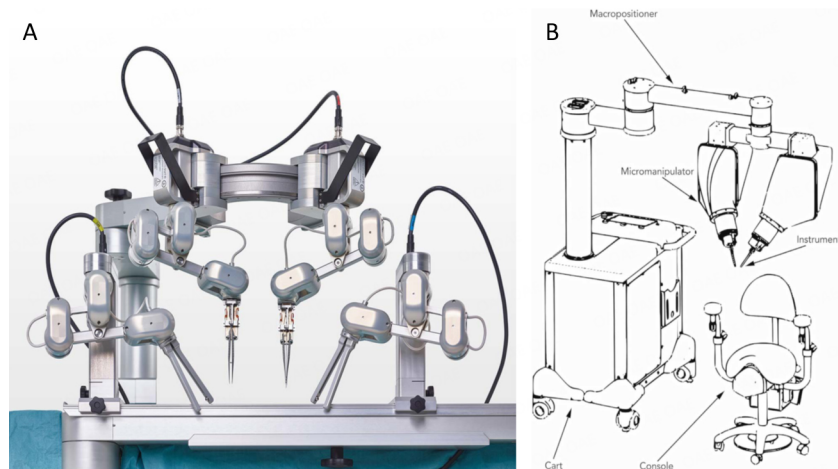 A
B
Macropositioner
Micromanipulator
Instrumen
Cart
Console